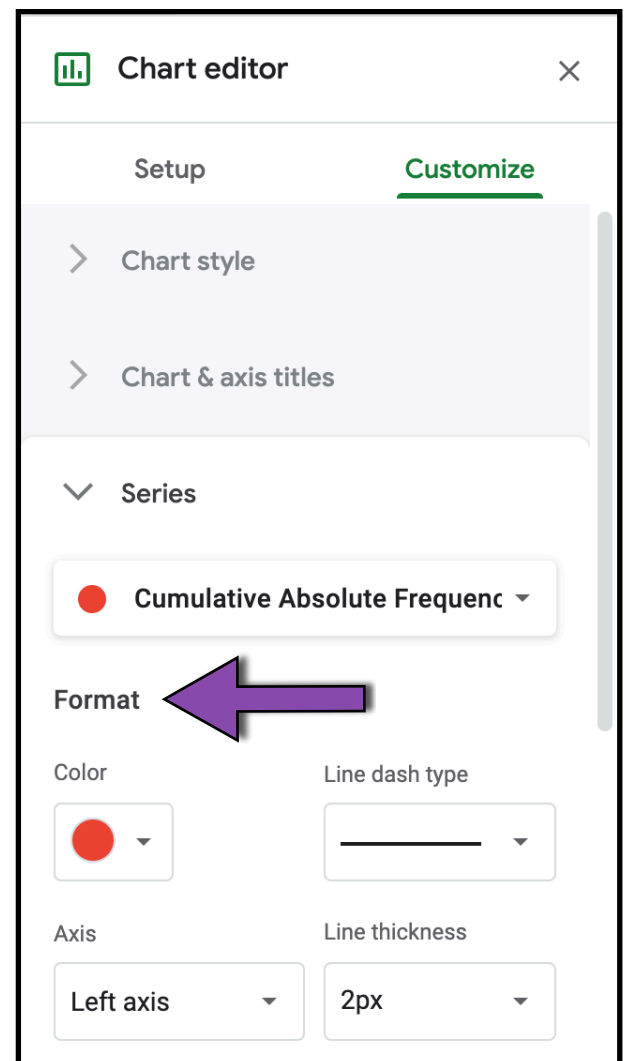 Chart editor
Setup
Customize
Chart style
Chart & axis titles
Series
Cumulative Absolute Frequenc
Format
Color
Line dash type
Axis
Line thickness
Left axis
2px